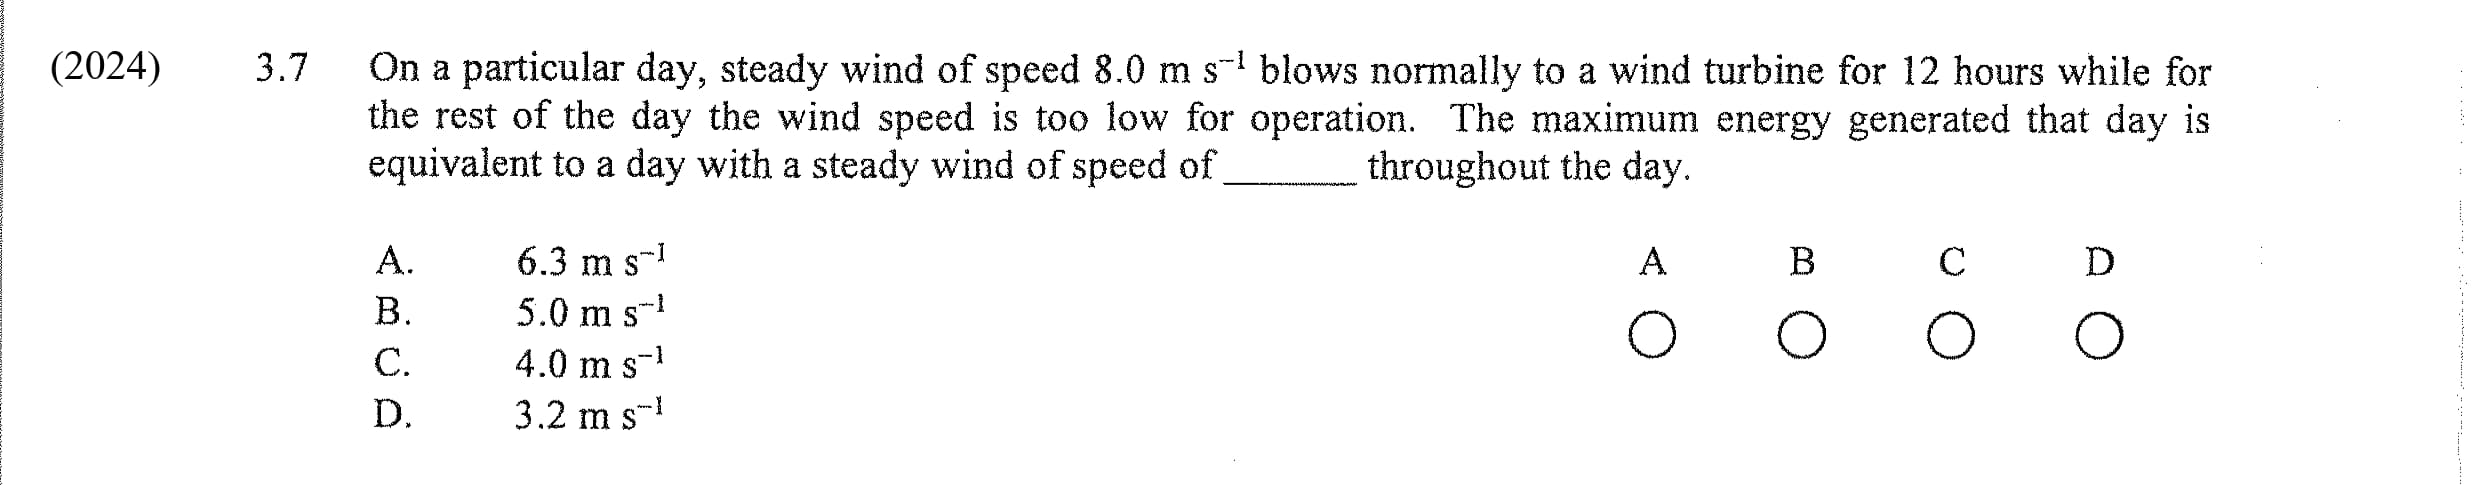 (2024) 3.7 On a particular day, steady wind of speed 8.0 m s⁻¹ blows normally to a wind turbine for 12 hours while for
the rest of the day the wind speed is too low for operation. The maximum energy generated that day is
equivalent to a day with a steady wind of speed of ______ throughout the day.
A. 6.3 m s⁻¹ A B C D
B. 5.0 m s⁻¹
C. 4.0 m s⁻¹
D. 3.2 m s⁻¹